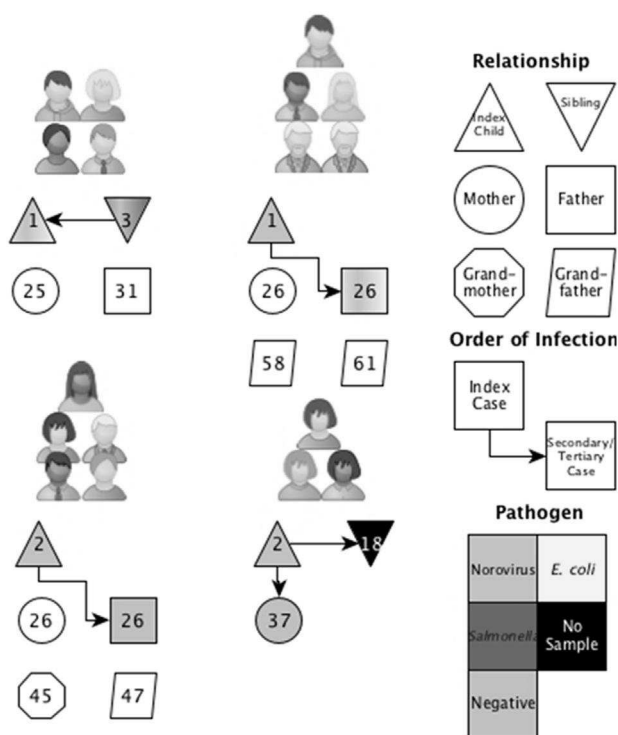 Relationship
Index
Child
Sibling
Mother
Father
Grand-
mother
Grand-
father
1
3
25
31
1
26
26
58
61
Order of Infection
Index
Case
Secondary/
Tertiary
Case
2
26
26
45
47
2
18
37
Pathogen
Norovirus
E. coli
Salmonella
No
Sample
Negative